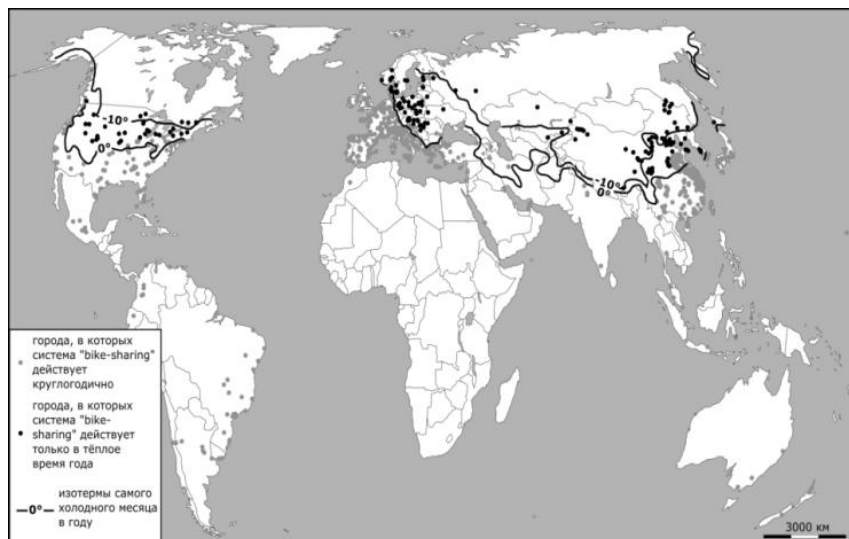 -10°
0°
-10°
0°
города, в которых
система "bike-sharing"
действует
круглогодично
города, в которых
система "bike-
sharing" действует
только в тёплое
время года
0°
изотермы самого
холодного месяца
в году
3000 км